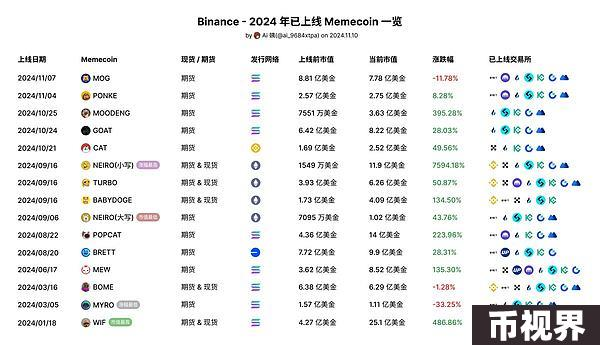 Binance - 2024 年已上线 Memecoin 一览
by Ai 姨(@ai_9684xtpa) on 2024.11.10
上线日期 Memecoin 现货 / 期货 发行网络 上线前市值 当前市值 涨跌幅 已上线交易所
2024/11/07 MOG 期货 8.81 亿美金 7.78 亿美金 -11.78%
2024/11/04 PONKE 期货 2.57 亿美金 2.75 亿美金 8.28%
2024/10/25 MOODENG 期货 7551 万美金 3.63 亿美金 395.28%
2024/10/24 GOAT 期货 6.42 亿美金 8.22 亿美金 28.03%
2024/10/21 CAT 期货 1.69 亿美金 2.52 亿美金 49.56%
2024/09/16 NEIRO(小写) 涨幅最高 期货 & 现货 1549 万美金 11.9 亿美金 7594.18%
2024/09/16 TURBO 期货 & 现货 3.93 亿美金 6.26 亿美金 50.87%
2024/09/16 BABYDOGE 期货 & 现货 1.73 亿美金 4.09 亿美金 134.50%
2024/09/06 NEIRO(大写) 市值最低 期货 7095 万美金 1.02 亿美金 43.76%
2024/08/22 POPCAT 期货 4.36 亿美金 14 亿美金 223.96%
2024/08/20 BRETT 期货 7.72 亿美金 9.9 亿美金 28.31%
2024/06/17 MEW 期货 3.62 亿美金 8.52 亿美金 135.30%
2024/03/16 BOME 期货 & 现货 6.38 亿美金 6.29 亿美金 -1.28%
2024/03/05 MYRO 涨幅最低 期货 1.57 亿美金 1.11 亿美金 -33.25%
2024/01/18 WIF 市值最高 期货 & 现货 4.27 亿美金 25.1 亿美金 486.86%
币视界